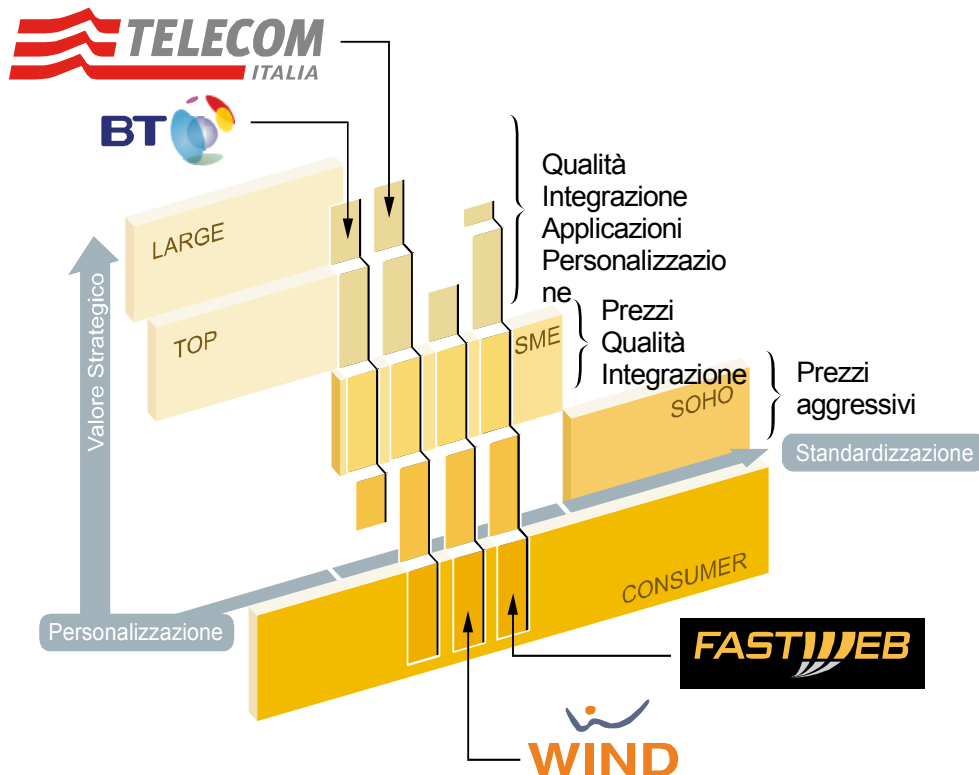 TELECOM
ITALIA
BT
Qualità
Integrazione
Applicazioni
Personalizzazio
ne
LARGE
TOP
Valore Strategico
SME
Prezzi
Qualità
Integrazione
SOHO
Prezzi
aggressivi
Standardizzazione
CONSUMER
Personalizzazione
FASTWEB
WIND